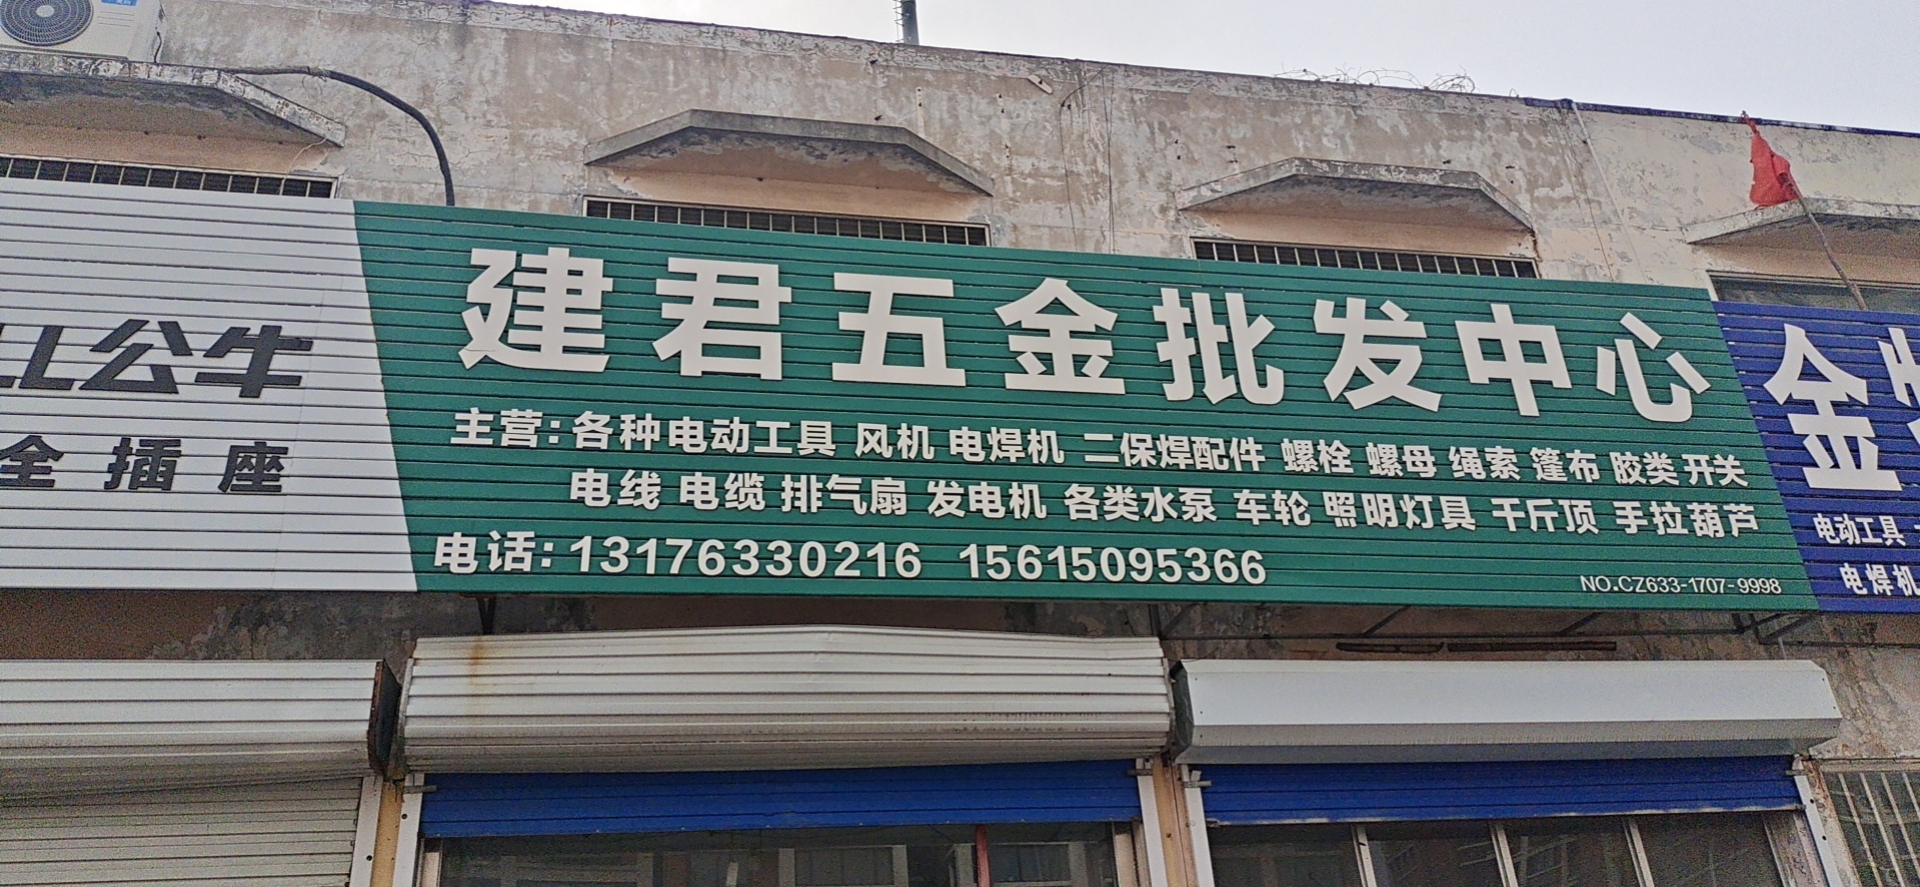 LL公牛
全插座
建君五金批发中心
主营:各种电动工具 风机 电焊机 二保焊配件 螺栓 螺母 绳索 篷布 胶类 开关
电线 电缆 排气扇 发电机 各类水泵 车轮 照明灯具 千斤顶 手拉葫芦
电话:13176330216 15615095366
NO.CZ633-1707-9998
金
电动工具
电焊机